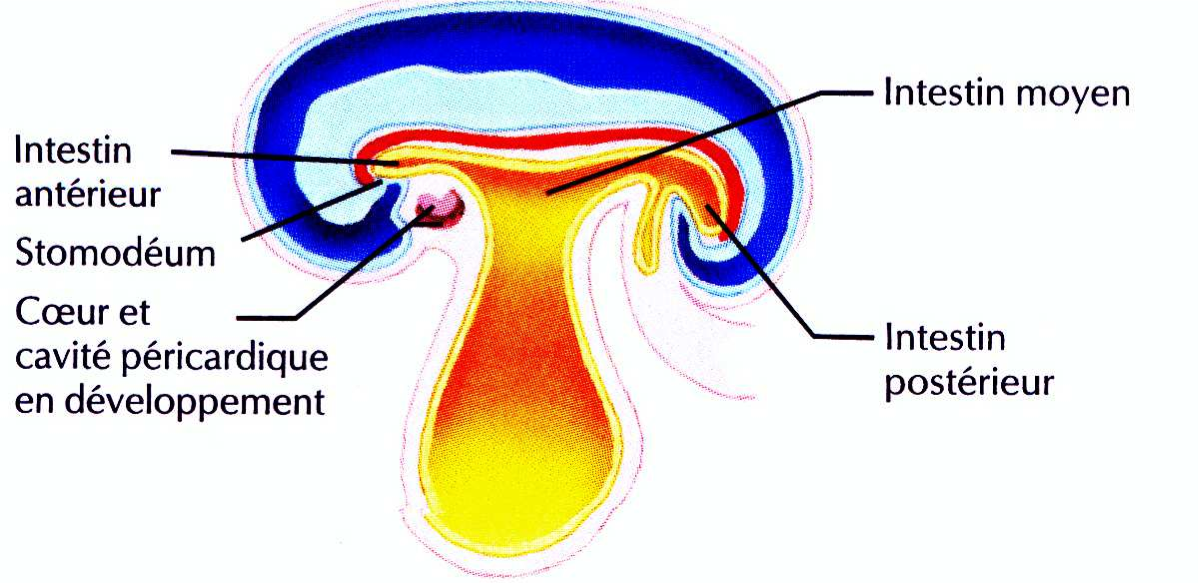 Intestin moyen
Intestin
antérieur
Stomodéum
Cœur et
cavité péricardique
en développement
Intestin
postérieur